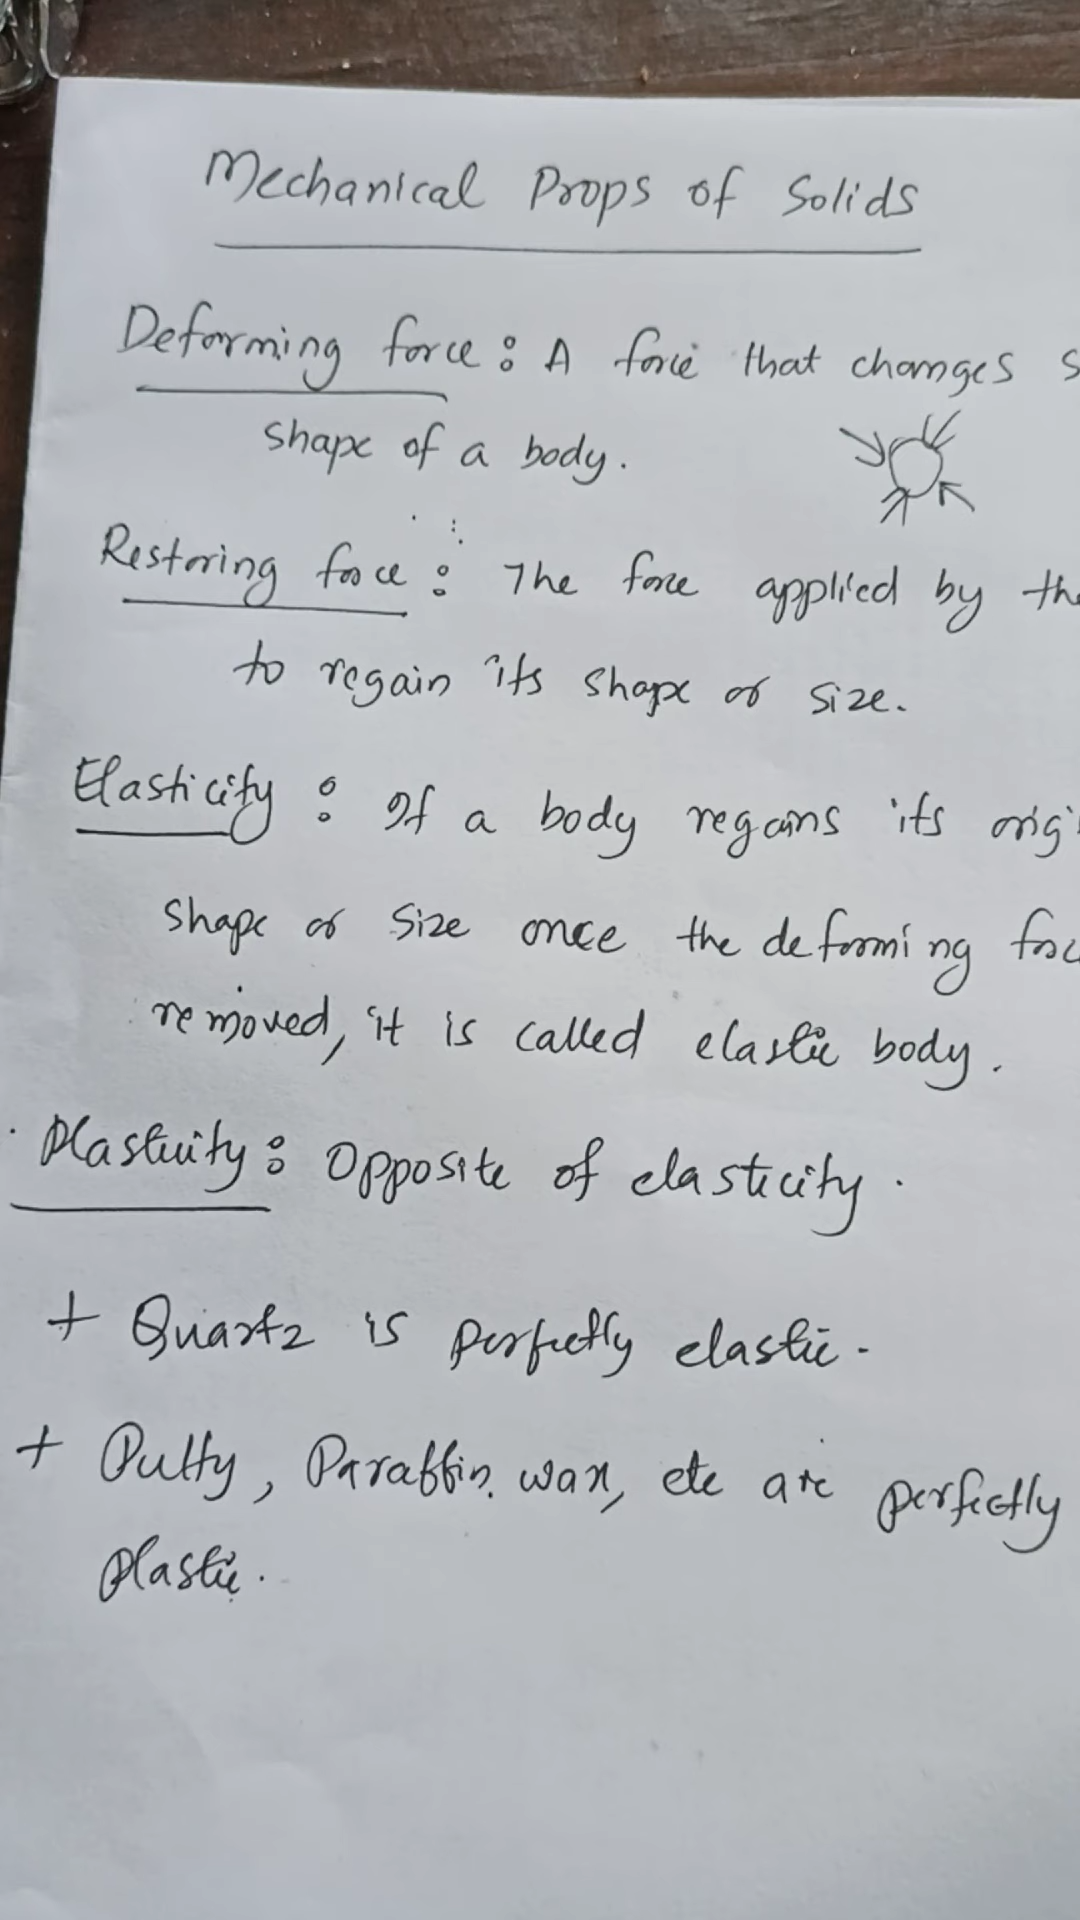 Mechanical Props of Solids
Deforming force : A force that changes
shape of a body.
Restoring force : The force applied by the
to regain its shape or size.
Elasticity : If a body regains its
shape or size once the deforming
removed, it is called elastic body.
Plasticity : Opposite of elasticity.
+ Quartz is perfectly elastic.
+ Putty, Paraffin wax, etc are perfectly
plastic.